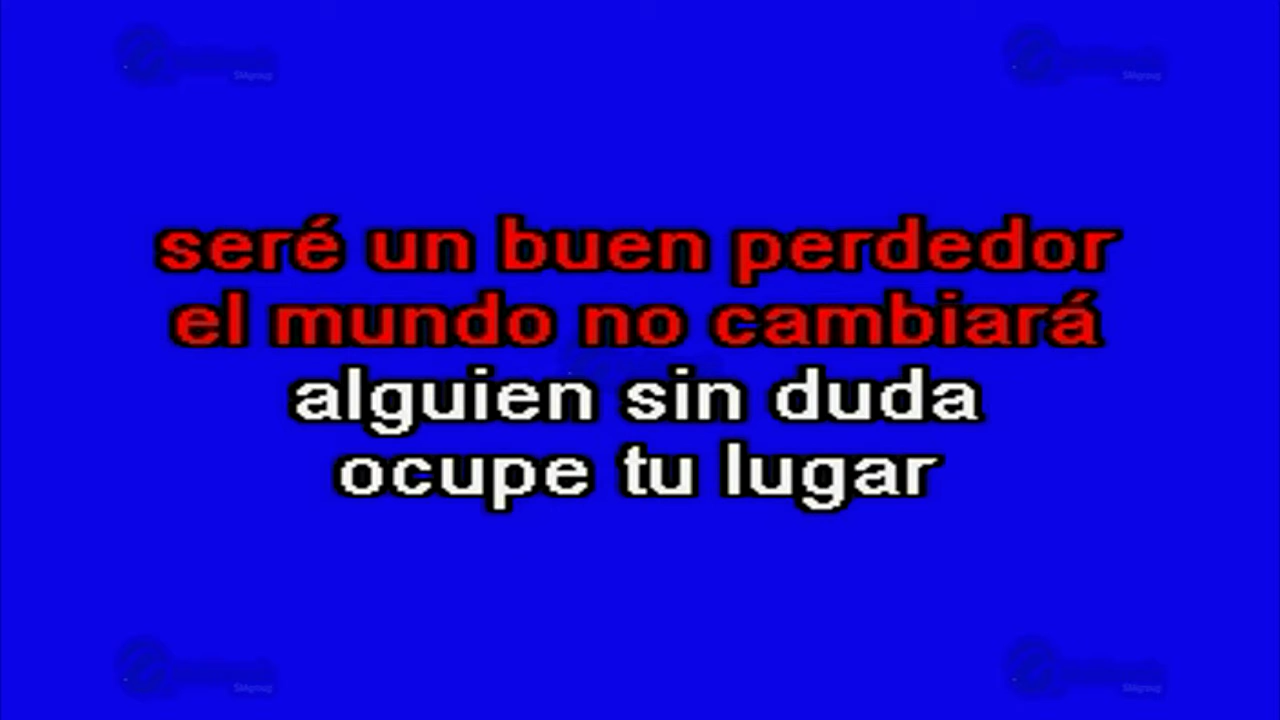 seré un buen perdedor
el mundo no cambiará
alguien sin duda
ocupe tu lugar